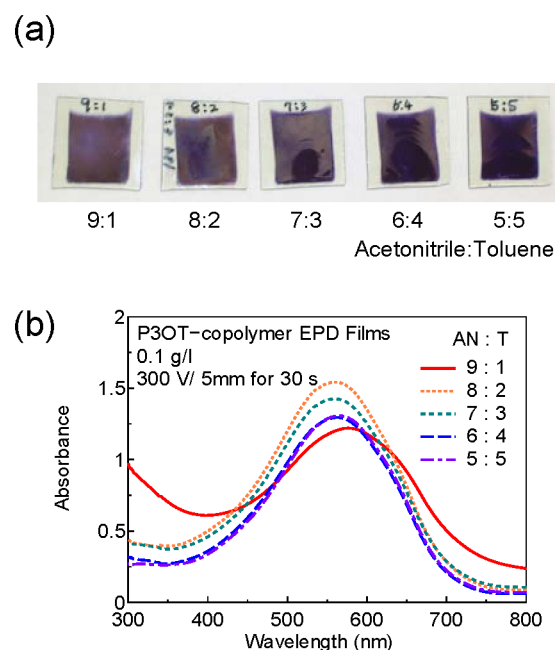 (a)
9:1 8:2 7:3 6:4 5:5
9:1 8:2 7:3 6:4 5:5
Acetonitrile:Toluene
(b)
P3OT−copolymer EPD Films
0.1 g/l
300 V/ 5mm for 30 s
AN : T
9 : 1
8 : 2
7 : 3
6 : 4
5 : 5
2
1.5
1
0.5
0
Absorbance
300 400 500 600 700 800
Wavelength (nm)